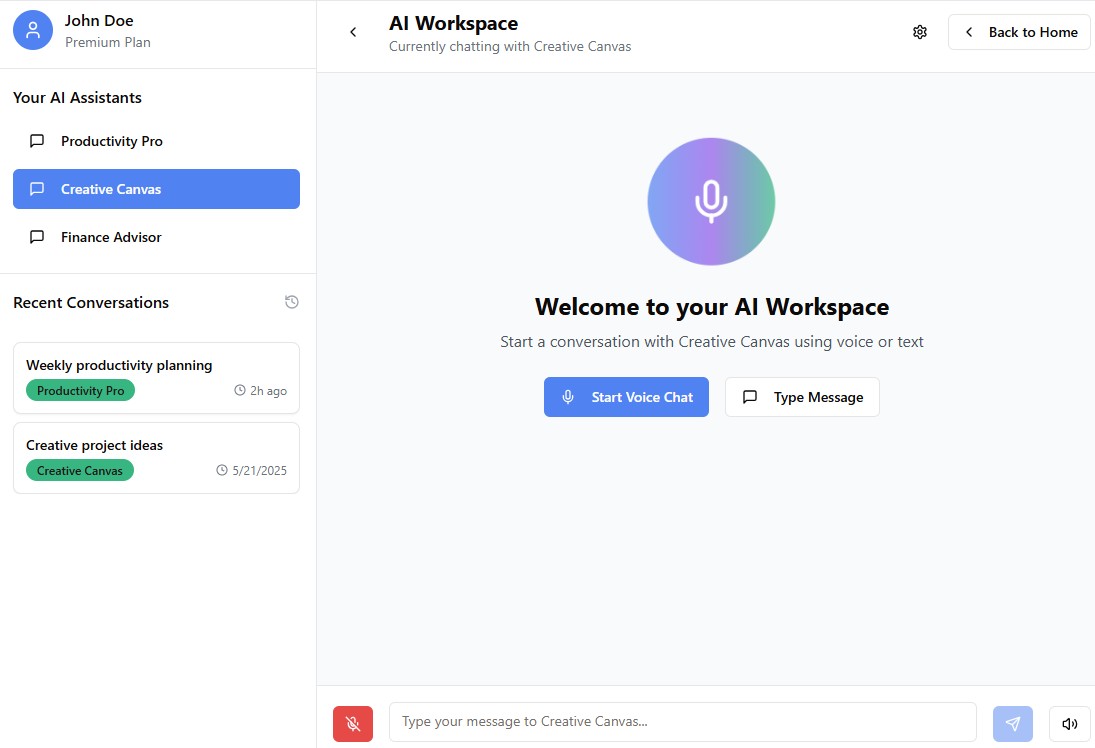 John Doe
Premium Plan
Your AI Assistants
Productivity Pro
Creative Canvas
Finance Advisor
Recent Conversations
Weekly productivity planning
Productivity Pro
2h ago
Creative project ideas
Creative Canvas
5/21/2025
AI Workspace
Currently chatting with Creative Canvas
Back to Home
Welcome to your AI Workspace
Start a conversation with Creative Canvas using voice or text
Start Voice Chat
Type Message
Type your message to Creative Canvas...